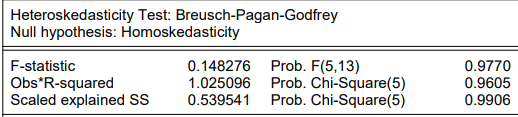 Heteroskedasticity Test: Breusch-Pagan-Godfrey
Null hypothesis: Homoskedasticity
F-statistic 0.148276 Prob. F(5,13) 0.9770
Obs*R-squared 1.025096 Prob. Chi-Square(5) 0.9605
Scaled explained SS 0.539541 Prob. Chi-Square(5) 0.9906